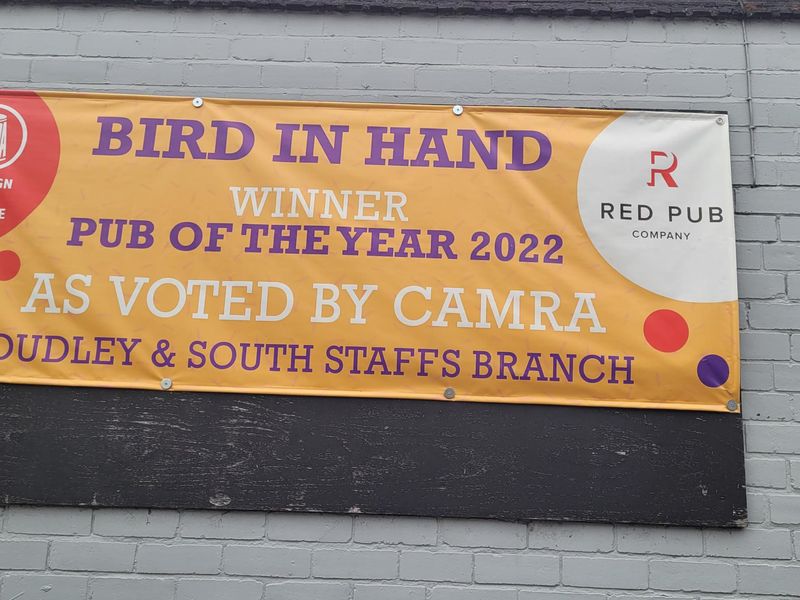 BIRD IN HAND
WINNER
PUB OF THE YEAR 2022
AS VOTED BY CAMRA
OUDLEY & SOUTH STAFFS BRANCH
R
RED PUB
COMPANY